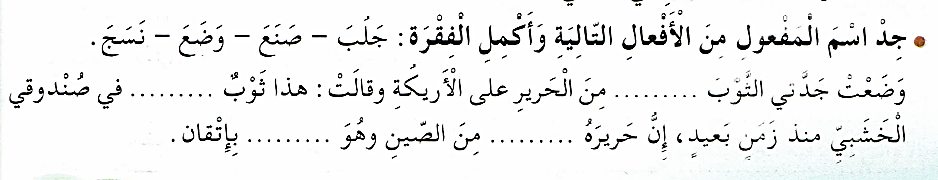 • جِدْ اسْمَ الْمَفْعول مِنَ الْأَفْعالِ التّالِيَةِ وَأَكْمِلِ الْفِقْرَة : جَلُبَ - صَنَعَ - وَضَعَ - نَسَجَ .
وَضَعْتْ جَدَّتي الثَّوْبَ ......... مِنَ الْحَريرِ على الْأَريكَةِ وقالَتْ : هذا ثَوْبٌ ......... في صُنْدوقي
الْخَشَبِيِّ منذ زَمَنٍ بَعيدٍ، إِنُّ حَريرَهُ ......... مِنَ الصّينِ وهُوَ ......... بِإِتْقان .